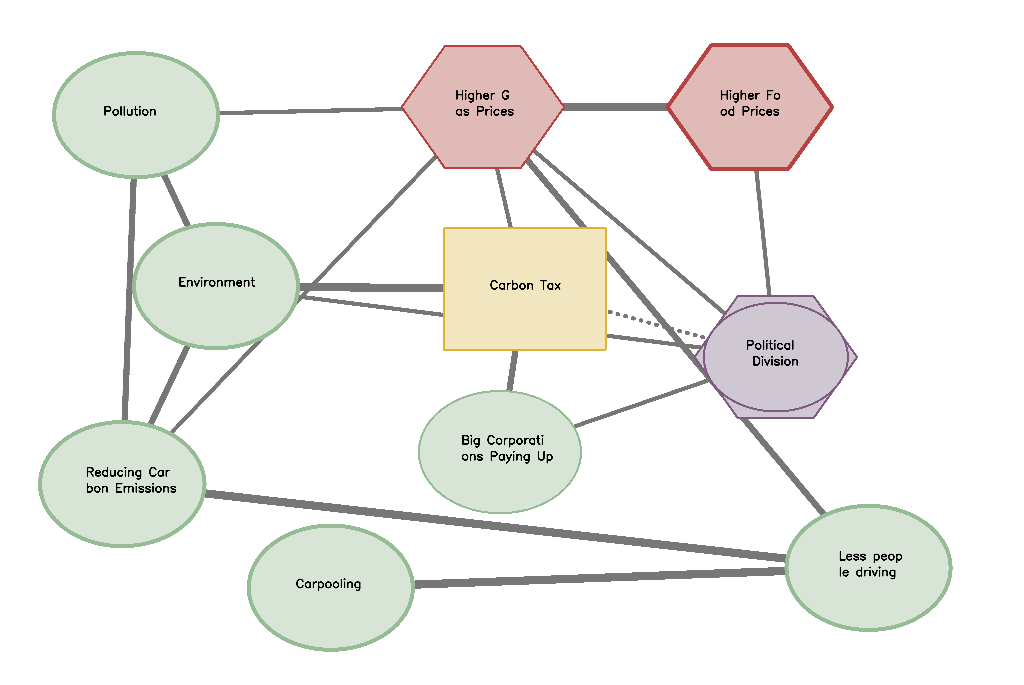 Pollution
Higher G
as Prices
Higher Fo
od Prices
Environment
Carbon Tax
Political
Division
Big Corporati
ons Paying Up
Reducing Car
bon Emissions
Carpooling
Less peop
le driving